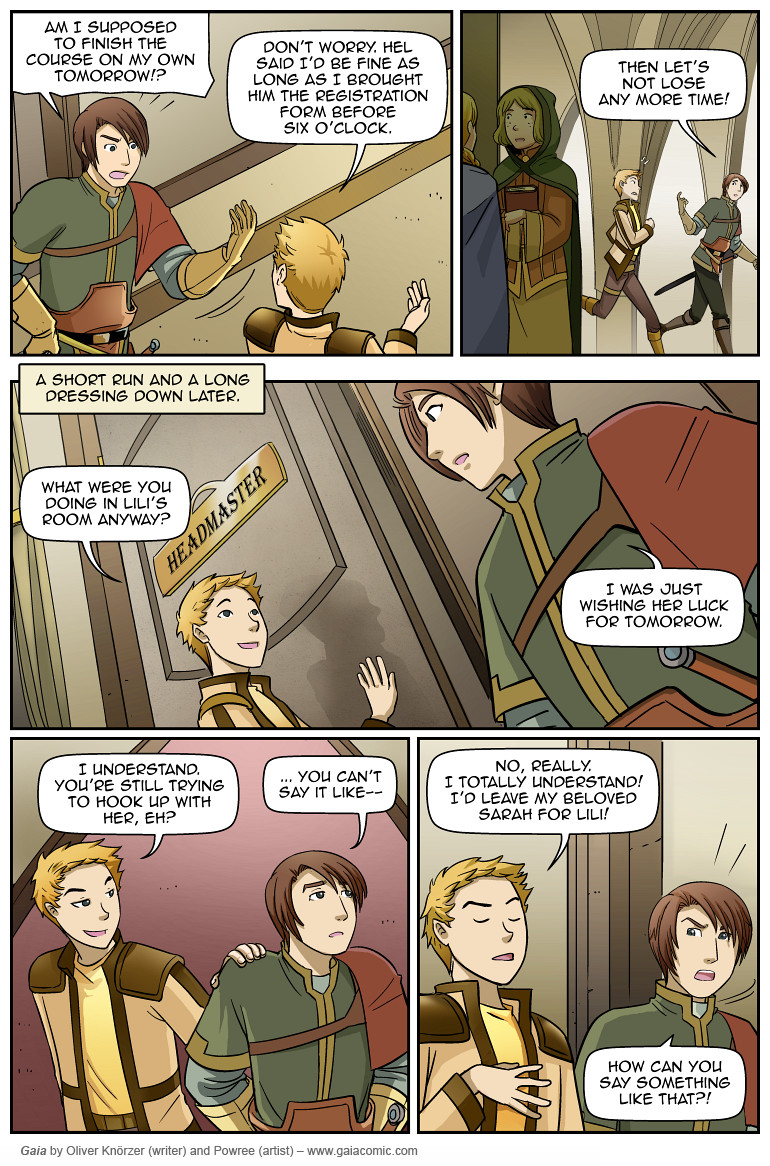 AM I SUPPOSED
TO FINISH THE
COURSE ON MY OWN
TOMORROW!?
DON'T WORRY. HEL
SAID I'D BE FINE AS
LONG AS I BROUGHT
HIM THE REGISTRATION
FORM BEFORE
SIX O'CLOCK.
THEN LET'S
NOT LOSE
ANY MORE TIME!
A SHORT RUN AND A LONG
DRESSING DOWN LATER.
WHAT WERE YOU
DOING IN LILI'S
ROOM ANYWAY?
HEADMASTER
I WAS JUST
WISHING HER LUCK
FOR TOMORROW.
I UNDERSTAND.
YOU'RE STILL TRYING
TO HOOK UP WITH
HER, EH?
... YOU CAN'T
SAY IT LIKE--
NO, REALLY.
I TOTALLY UNDERSTAND!
I'D LEAVE MY BELOVED
SARAH FOR LILI!
HOW CAN YOU
SAY SOMETHING
LIKE THAT?!
Gaia by Oliver Knörzer (writer) and Powree (artist) – www.gaiacomic.com